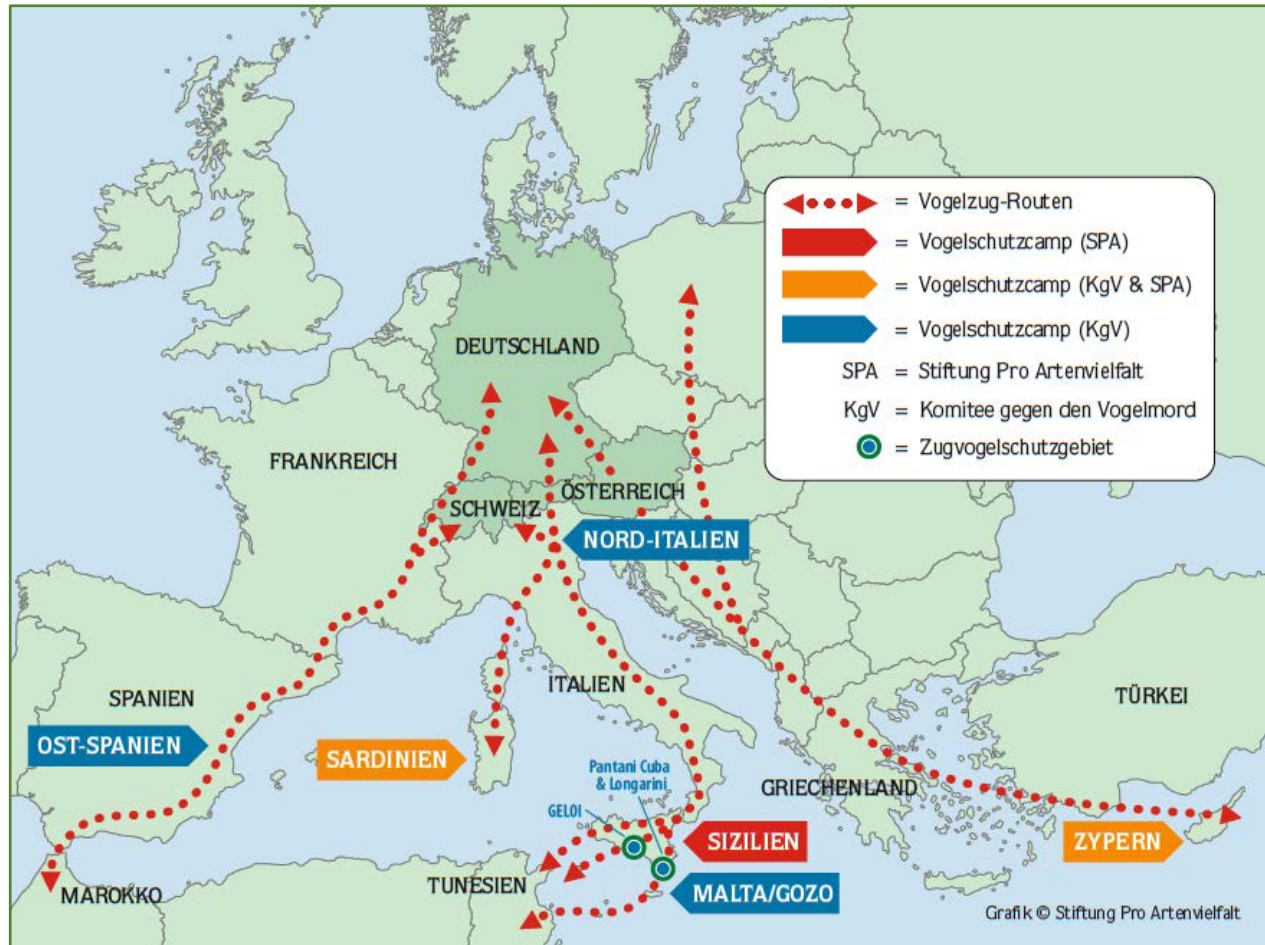 = Vogelzug-Routen
= Vogelschutzcamp (SPA)
= Vogelschutzcamp (KgV & SPA)
= Vogelschutzcamp (KgV)
SPA = Stiftung Pro Artenvielfalt
KgV = Komitee gegen den Vogelmord
= Zugvogelschutzgebiet
DEUTSCHLAND
FRANKREICH
ÖSTERREICH
SCHWEIZ
NORD-ITALIEN
SPANIEN
ITALIEN
TÜRKEI
OST-SPANIEN
SARDINIEN
Pantani Cuba
& Longarini
GRIECHENLAND
GELOI
SIZILIEN
ZYPERN
TUNESIEN
MAROKKO
MALTA/GOZO
Grafik © Stiftung Pro Artenvielfalt